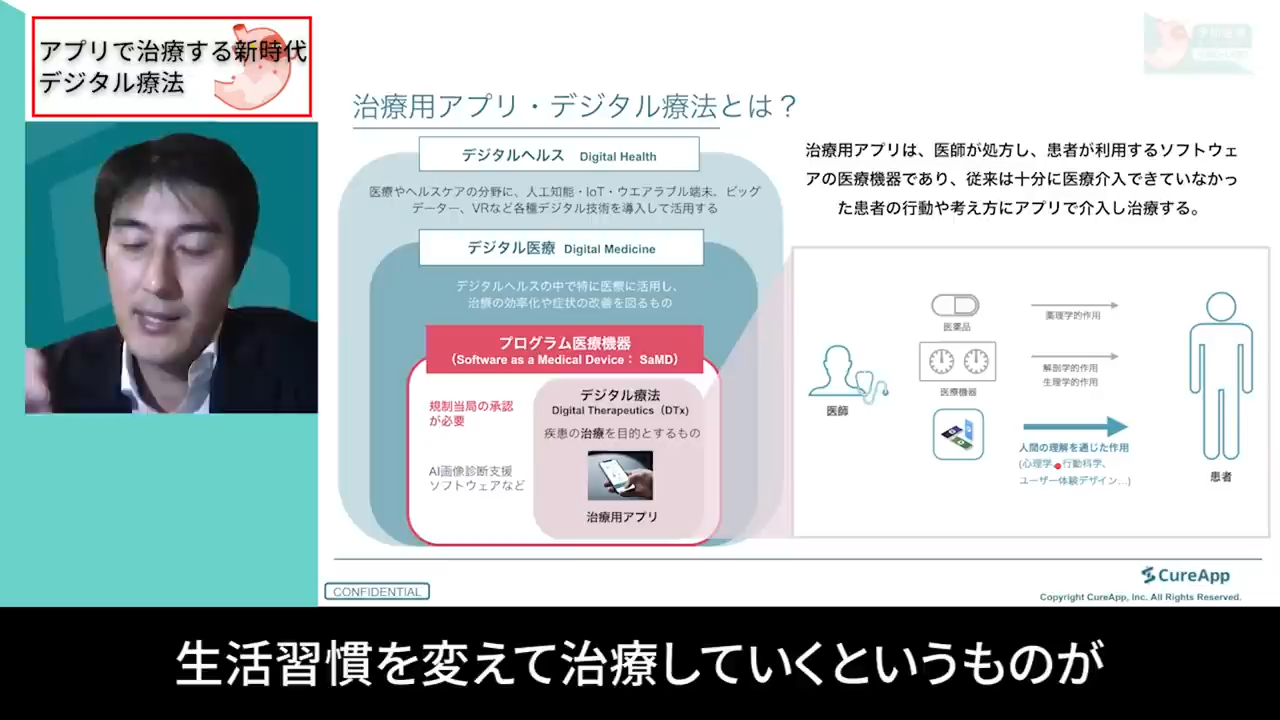 アプリで治療する新時代
デジタル療法
治療用アプリ・デジタル療法とは？
デジタルヘルス Digital Health
医療やヘルスケアの分野に、人工知能・IoT・ウエアラブル端末、ビッグ
データー、VRなど各種デジタル技術を導入して活用する
デジタル医療 Digital Medicine
デジタルヘルスの中で特に医療に活用し、
治療の効率化や症状の改善を図るもの
プログラム医療機器
（Software as a Medical Device： SaMD）
規制当局の承認
が必要
AI画像診断支援
ソフトウェアなど
デジタル療法
Digital Therapeutics（DTx)
疾患の治療を目的とするもの
治療用アプリ
治療用アプリは、医師が処方し、患者が利用するソフトウェ
アの医療機器であり、従来は十分に医療介入できていなかっ
た患者の行動や考え方にアプリで介入し治療する。
医師
医薬品
薬理学的作用
医療機器
解剖学的作用
生理学的作用
人間の理解を通じた作用
(心理学、行動科学、
ユーザー体験デザイン...)
患者
CONFIDENTIAL
CureApp
Copyright CureApp, Inc. All Rights Reserved.
生活習慣を変えて治療していくというものが